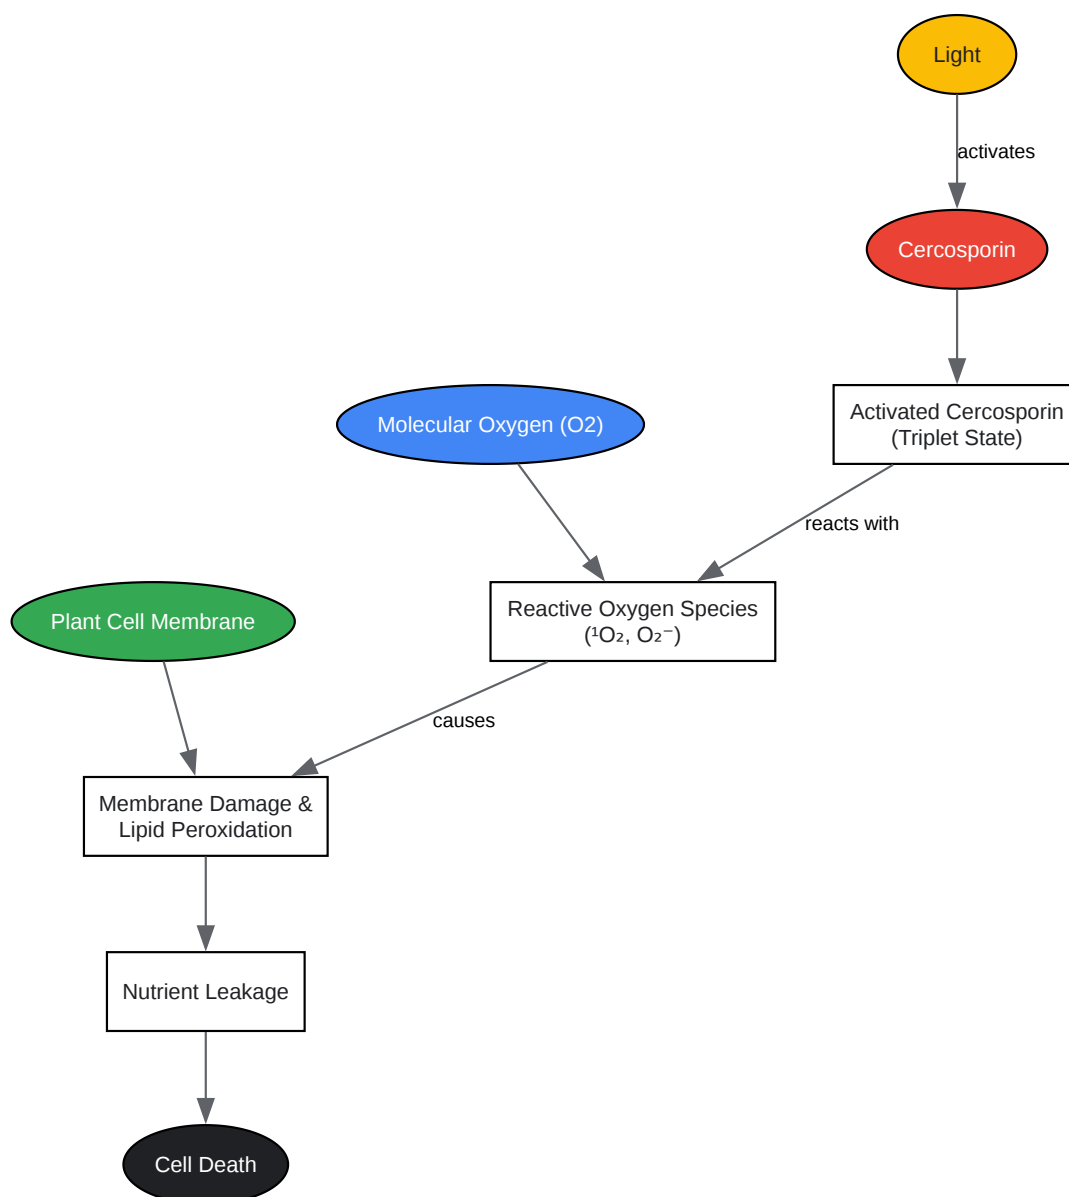 Light
activates
Cercosporin
Activated Cercosporin
(Triplet State)
Molecular Oxygen (O2)
reacts with
Reactive Oxygen Species
(¹O₂, O₂⁻)
Plant Cell Membrane
causes
Membrane Damage &
Lipid Peroxidation
Nutrient Leakage
Cell Death